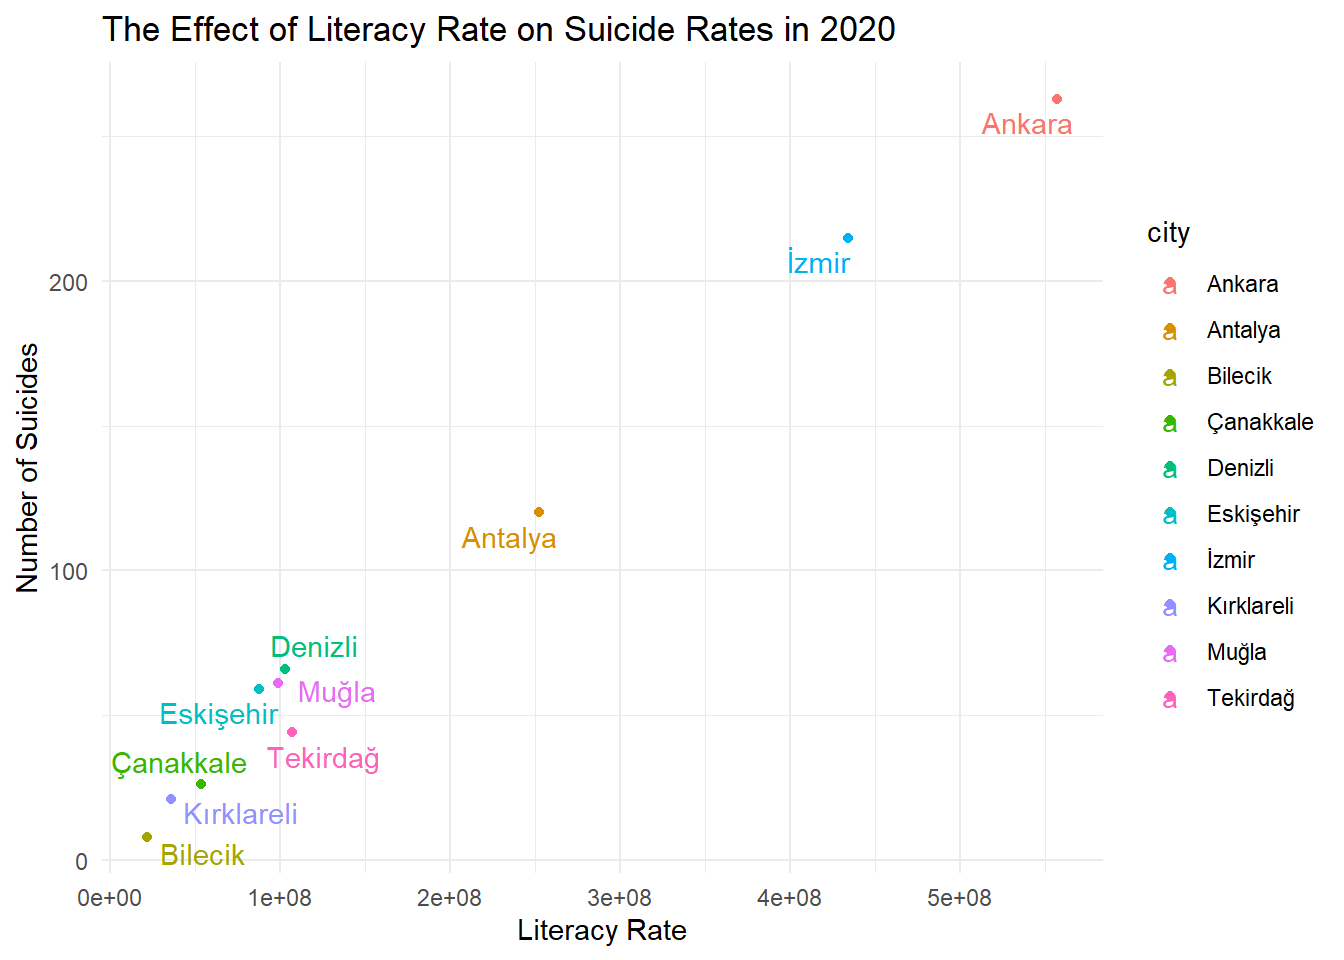 The Effect of Literacy Rate on Suicide Rates in 2020
Number of Suicides
200
100
0
Ankara
İzmir
Antalya
Denizli
Muğla
Eskişehir
Tekirdağ
Çanakkale
Kırklareli
Bilecik
0e+00 1e+08 2e+08 3e+08 4e+08 5e+08
Literacy Rate
city
a Ankara
a Antalya
a Bilecik
a Çanakkale
a Denizli
a Eskişehir
a İzmir
a Kırklareli
a Muğla
a Tekirdağ